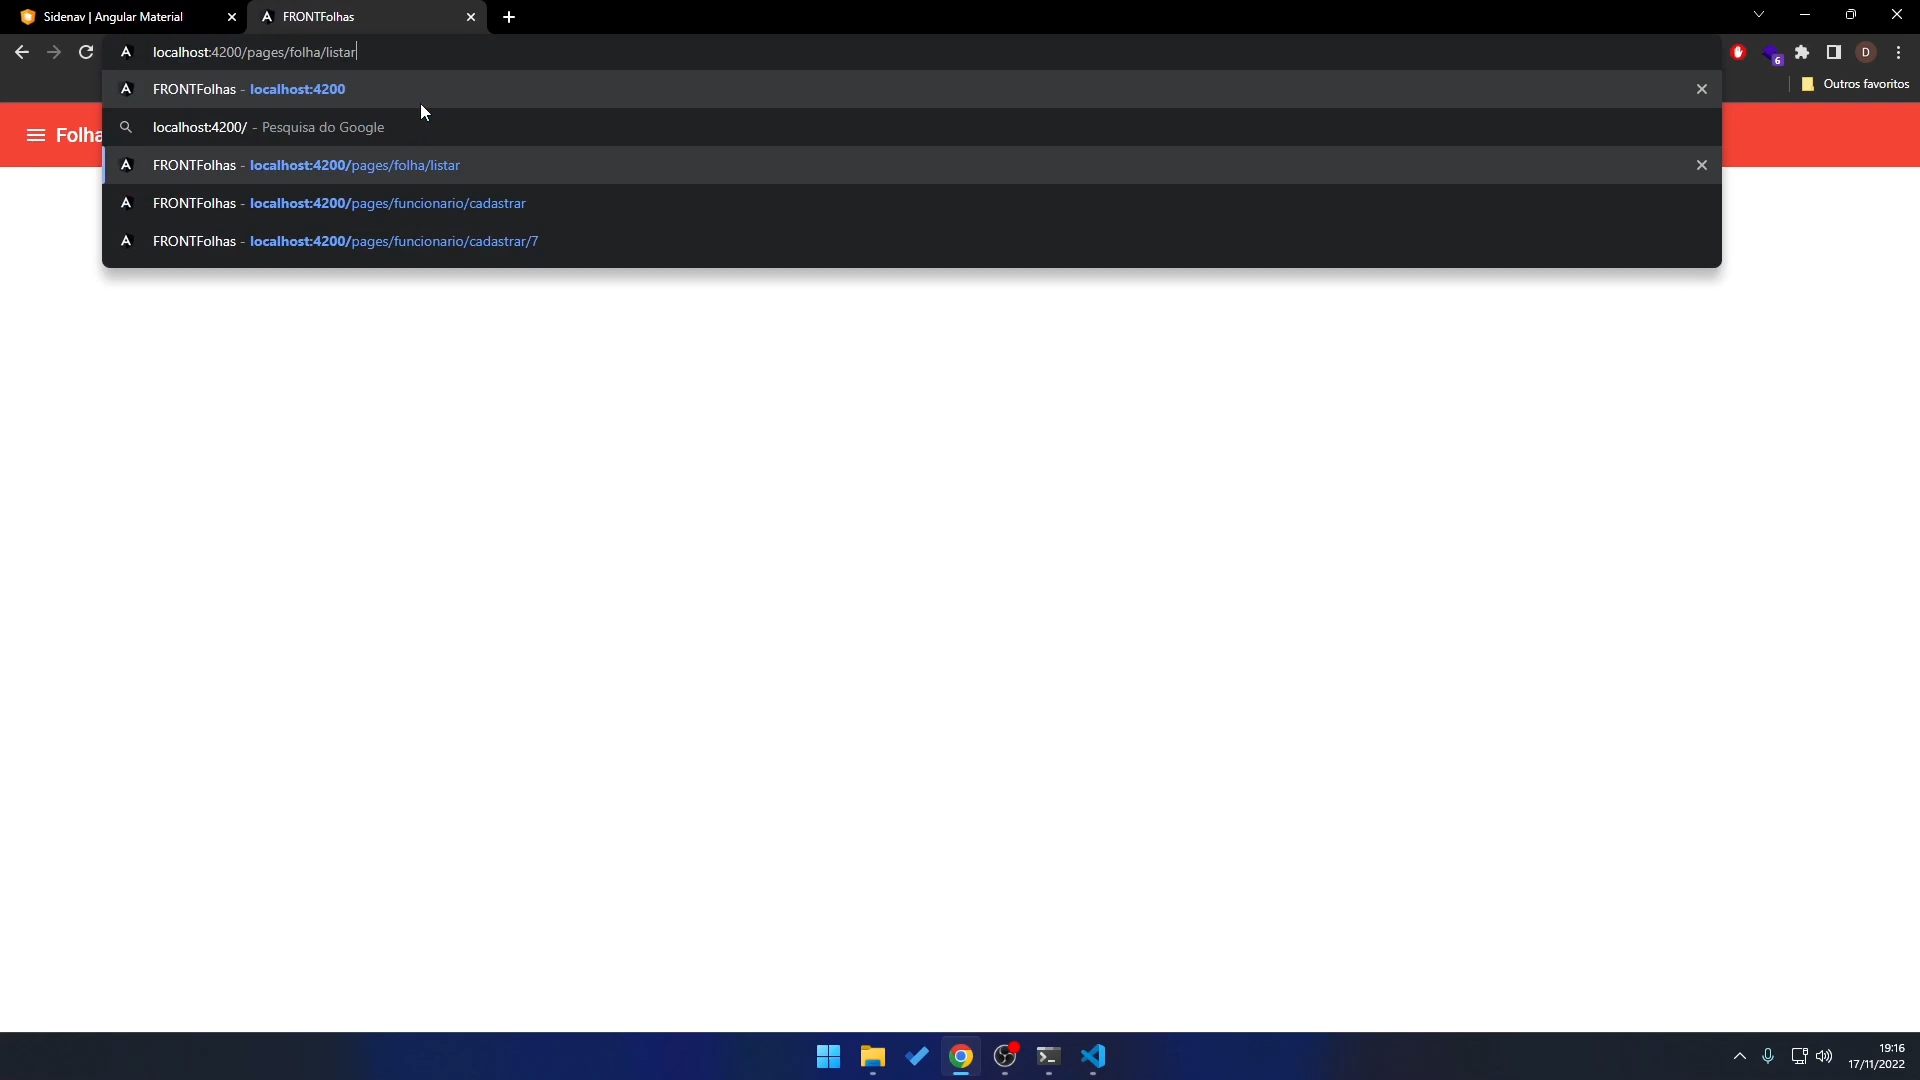 Sidenav | Angular Material
FRONTFolhas
localhost:4200/pages/folha/listar
FRONTFolhas - localhost:4200
localhost:4200/ - Pesquisa do Google
FRONTFolhas - localhost:4200/pages/folha/listar
FRONTFolhas - localhost:4200/pages/funcionario/cadastrar
FRONTFolhas - localhost:4200/pages/funcionario/cadastrar/7
6
D
Outros favoritos
Folha
19:16
17/11/2022